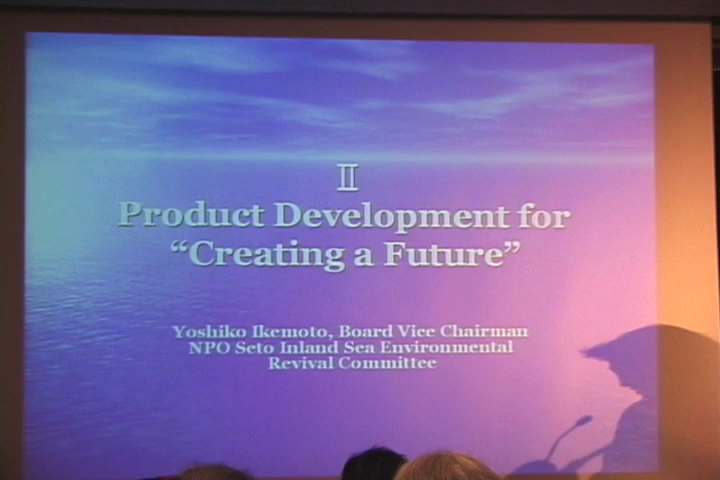 Ⅱ
Product Development for
“Creating a Future”
Yoshiko Ikemoto, Board Vice Chairman
NPO Seto Inland Sea Environmental
Revival Committee